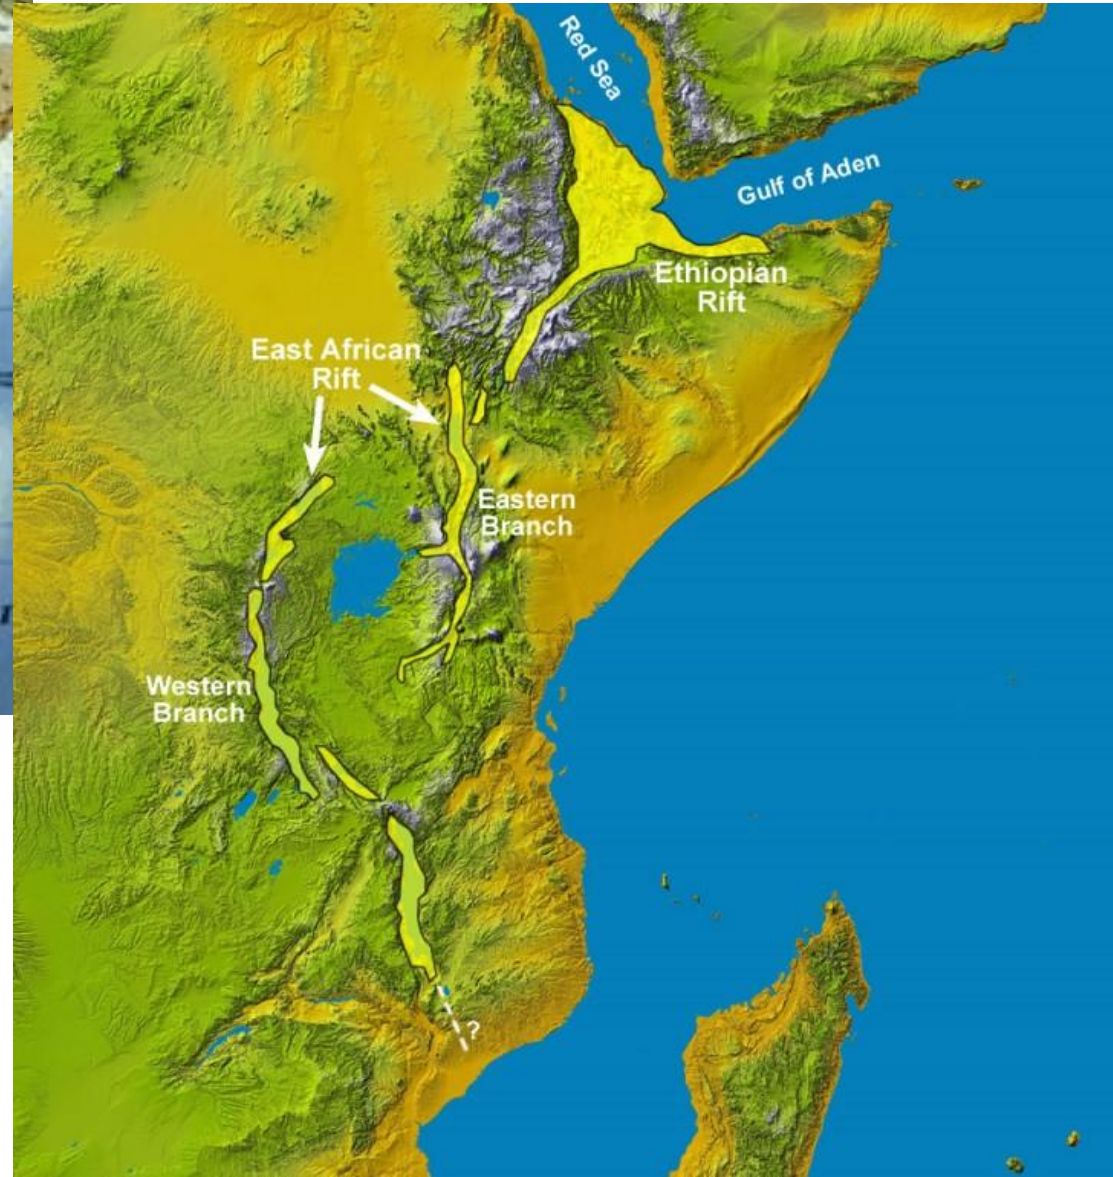 Red Sea
Gulf of Aden
Ethiopian
Rift
East African
Rift
Eastern
Branch
Western
Branch
?